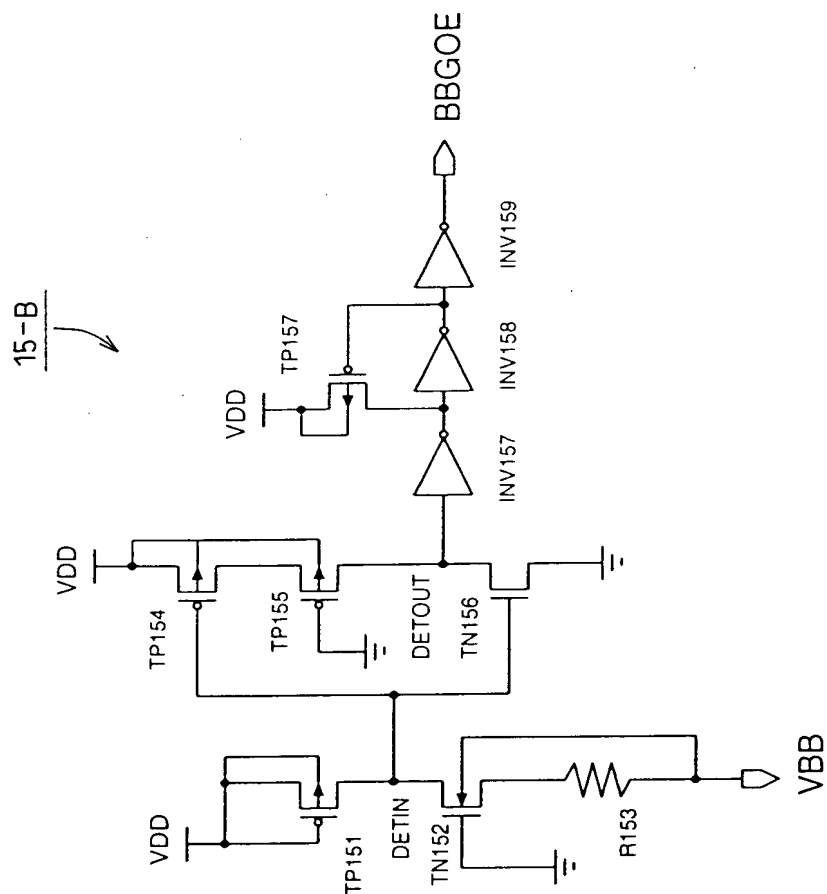 15-B
VDD
TP157
BBGOE
INV157
INV158
INV159
VDD
TP154
TP155
DETOUT
TN156
VDD
TP151
DETIN
TN152
R153
VBB